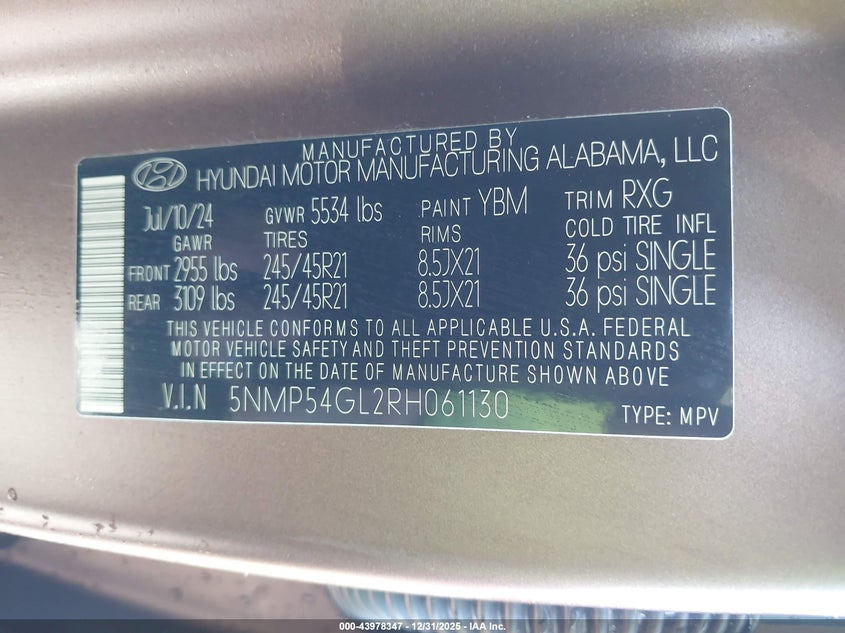 MANUFACTURED BY
HYUNDAI MOTOR MANUFACTURING ALABAMA, LLC
Jul/10/24 GVWR 5534 lbs PAINT YBM TRIM RXG
GAWR TIRES RIMS COLD TIRE INFL
FRONT 2955 lbs 245/45R21 8.5JX21 36 psi SINGLE
REAR 3109 lbs 245/45R21 8.5JX21 36 psi SINGLE
THIS VEHICLE CONFORMS TO ALL APPLICABLE U.S.A. FEDERAL
MOTOR VEHICLE SAFETY AND THEFT PREVENTION STANDARDS
IN EFFECT ON THE DATE OF MANUFACTURE SHOWN ABOVE
V.I.N 5NMP54GL2RH061130
TYPE: MPV
000-43978347 - 12/31/2025 - IAA Inc.